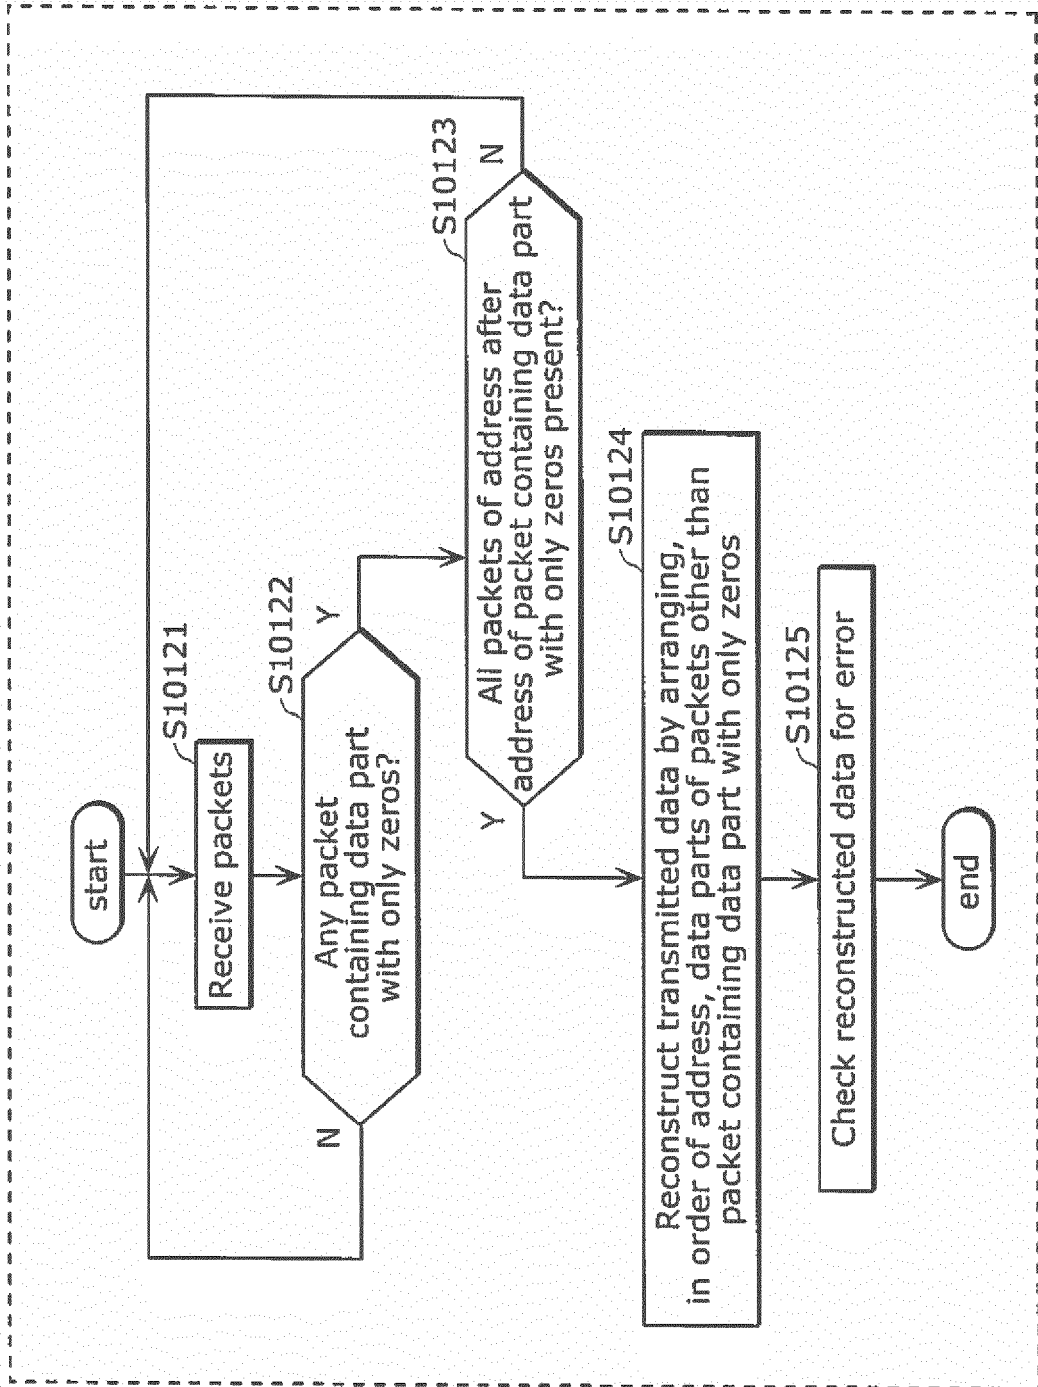 start
S10121
Receive packets
S10122
Any packet
containing data part
with only zeros?
N
Y
S10123
All packets of address after
address of packet containing data part
with only zeros present?
Y
N
S10124
Reconstruct transmitted data by arranging,
in order of address, data parts of packets other than
packet containing data part with only zeros
S10125
Check reconstructed data for error
end